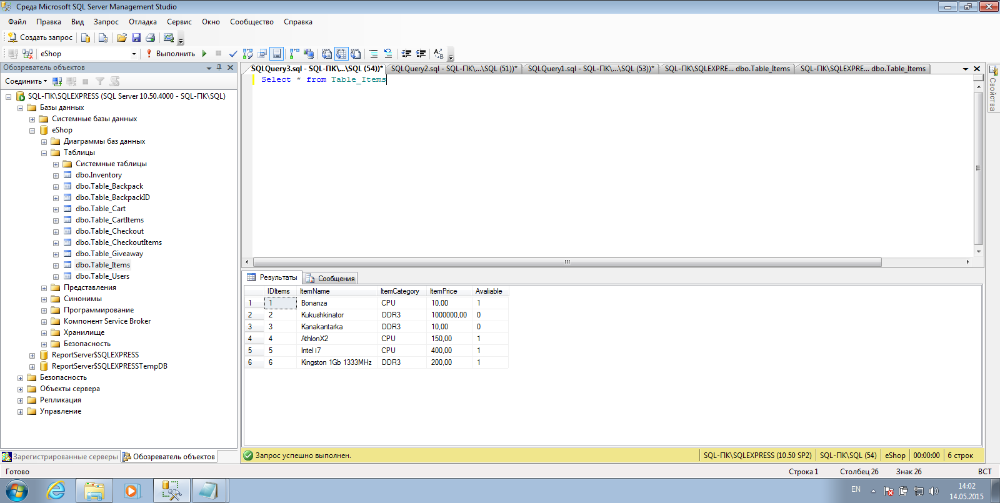 Среда Microsoft SQL Server Management Studio
Файл Правка Вид Запрос Отладка Сервис Окно Сообщество Справка
Создать запрос
eShop Выполнить
Обозреватель объектов
Соединить
SQL-ПК\SQLEXPRESS (SQL Server 10.50.4000 - SQL-ПК\SQL)
Базы данных
Системные базы данных
eShop
Диаграммы баз данных
Таблицы
Системные таблицы
dbo.Inventory
dbo.Table_Backpack
dbo.Table_BackpackID
dbo.Table_Cart
dbo.Table_CartItems
dbo.Table_Checkout
dbo.Table_CheckoutItems
dbo.Table_Giveaway
dbo.Table_Items
dbo.Table_Users
Представления
Синонимы
Программирование
Компонент Service Broker
Хранилище
Безопасность
ReportServer$SQLEXPRESS
ReportServer$SQLEXPRESSTempDB
Безопасность
Объекты сервера
Репликация
Управление
Зарегистрированные серверы Обозреватель объектов
SQLQuery3.sql - SQL-ПК\...\SQL (54))* SQLQuery2.sql - SQL-ПК\...\SQL (51))* SQLQuery1.sql - SQL-ПК\...\SQL (53))* SQL-ПК\SQLEXPRE... dbo.Table_Items SQL-ПК\SQLEXPRE... dbo.Table_Items
Select * from Table_Items
Свойства
Результаты Сообщения
IDItems ItemName ItemCategory ItemPrice Avaliable
1 1 Bonanza CPU 10,00 1
2 2 Kukushkinator DDR3 1000000,00 0
3 3 Kanakantarka DDR3 10,00 0
4 4 AthlonX2 CPU 150,00 1
5 5 Intel i7 CPU 400,00 1
6 6 Kingston 1Gb 1333MHz DDR3 200,00 1
Запрос успешно выполнен. SQL-ПК\SQLEXPRESS (10.50 SP2) SQL-ПК\SQL (54) eShop 00:00:00 6 строк
Готово Строка 1 Столбец 26 Знак 26 ВСТ
EN 14:02
14.05.2015